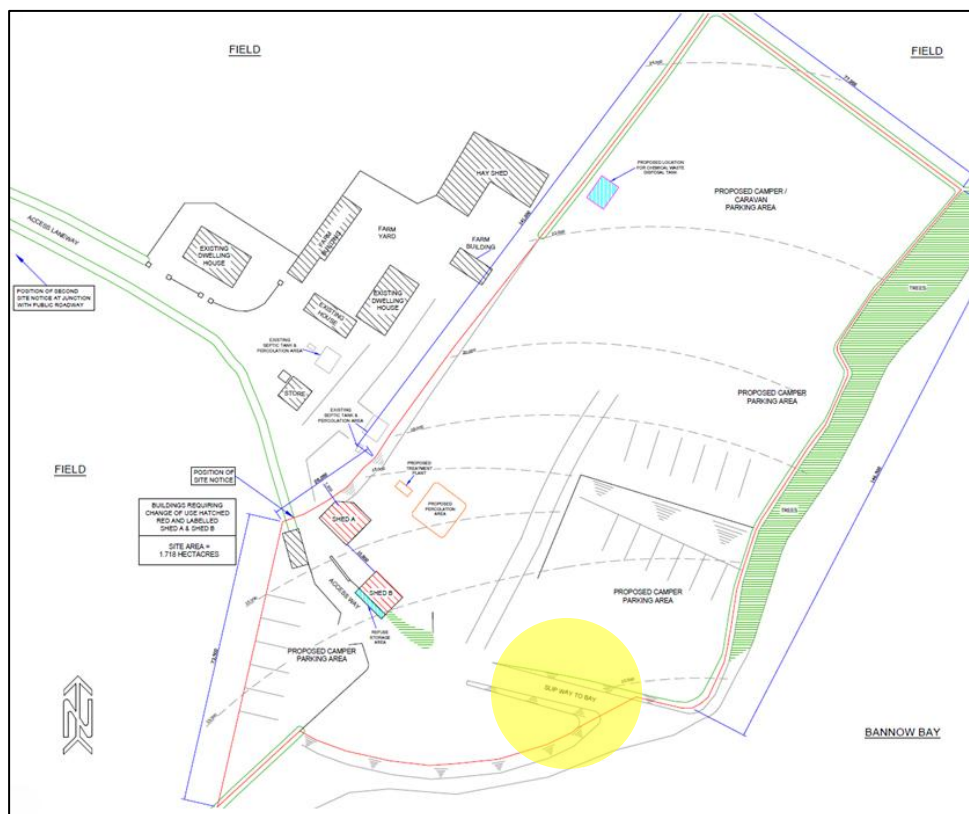 FIELD
FIELD
HAY SHED
PROPOSED LOCATION
FOR CHEMICAL WASTE
DISPOSAL TANK
PROPOSED CAMPER /
CARAVAN
PARKING AREA
ACCESS LANEWAY
FARM
BUILDING
FARM
YARD
FARM
BUILDING
EXISTING
DWELLING
HOUSE
TREES
POSITION OF SECOND
SITE NOTICE AT JUNCTION
WITH PUBLIC ROADWAY
EXISTING
DWELLING
HOUSE
EXISTING
HOUSE
EXISTING
SEPTIC TANK &
PERCOLATION AREA
STORE
PROPOSED CAMPER
PARKING AREA
EXISTING
SEPTIC TANK &
PERCOLATION AREA
FIELD
POSITION OF
SITE NOTICE
PROPOSED
TREATMENT
PLANT
PROPOSED
PERCOLATION
AREA
TREES
BUILDINGS REQUIRING
CHANGE OF USE HATCHED
RED AND LABELLED
SHED A & SHED B
SITE AREA =
1.718 HECTACRES
SHED A
ACCESS WAY
SHED B
REFUSE
STORAGE
AREA
PROPOSED CAMPER
PARKING AREA
PROPOSED CAMPER
PARKING AREA
SLIP WAY TO BAY
BANNOW BAY